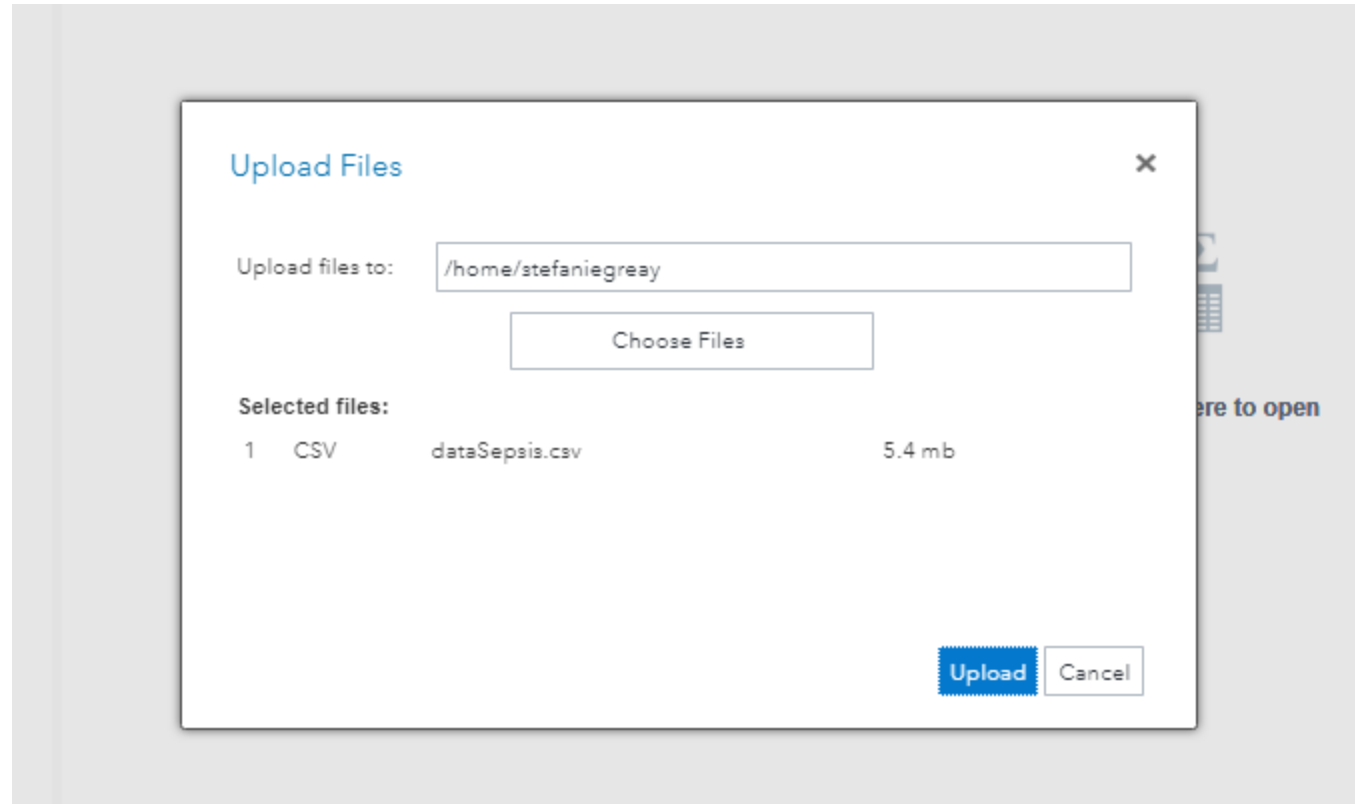 Upload Files
Upload files to: /home/stefaniegreay
Choose Files
Selected files:
1 CSV dataSepsis.csv 5.4 mb
ere to open
Upload Cancel